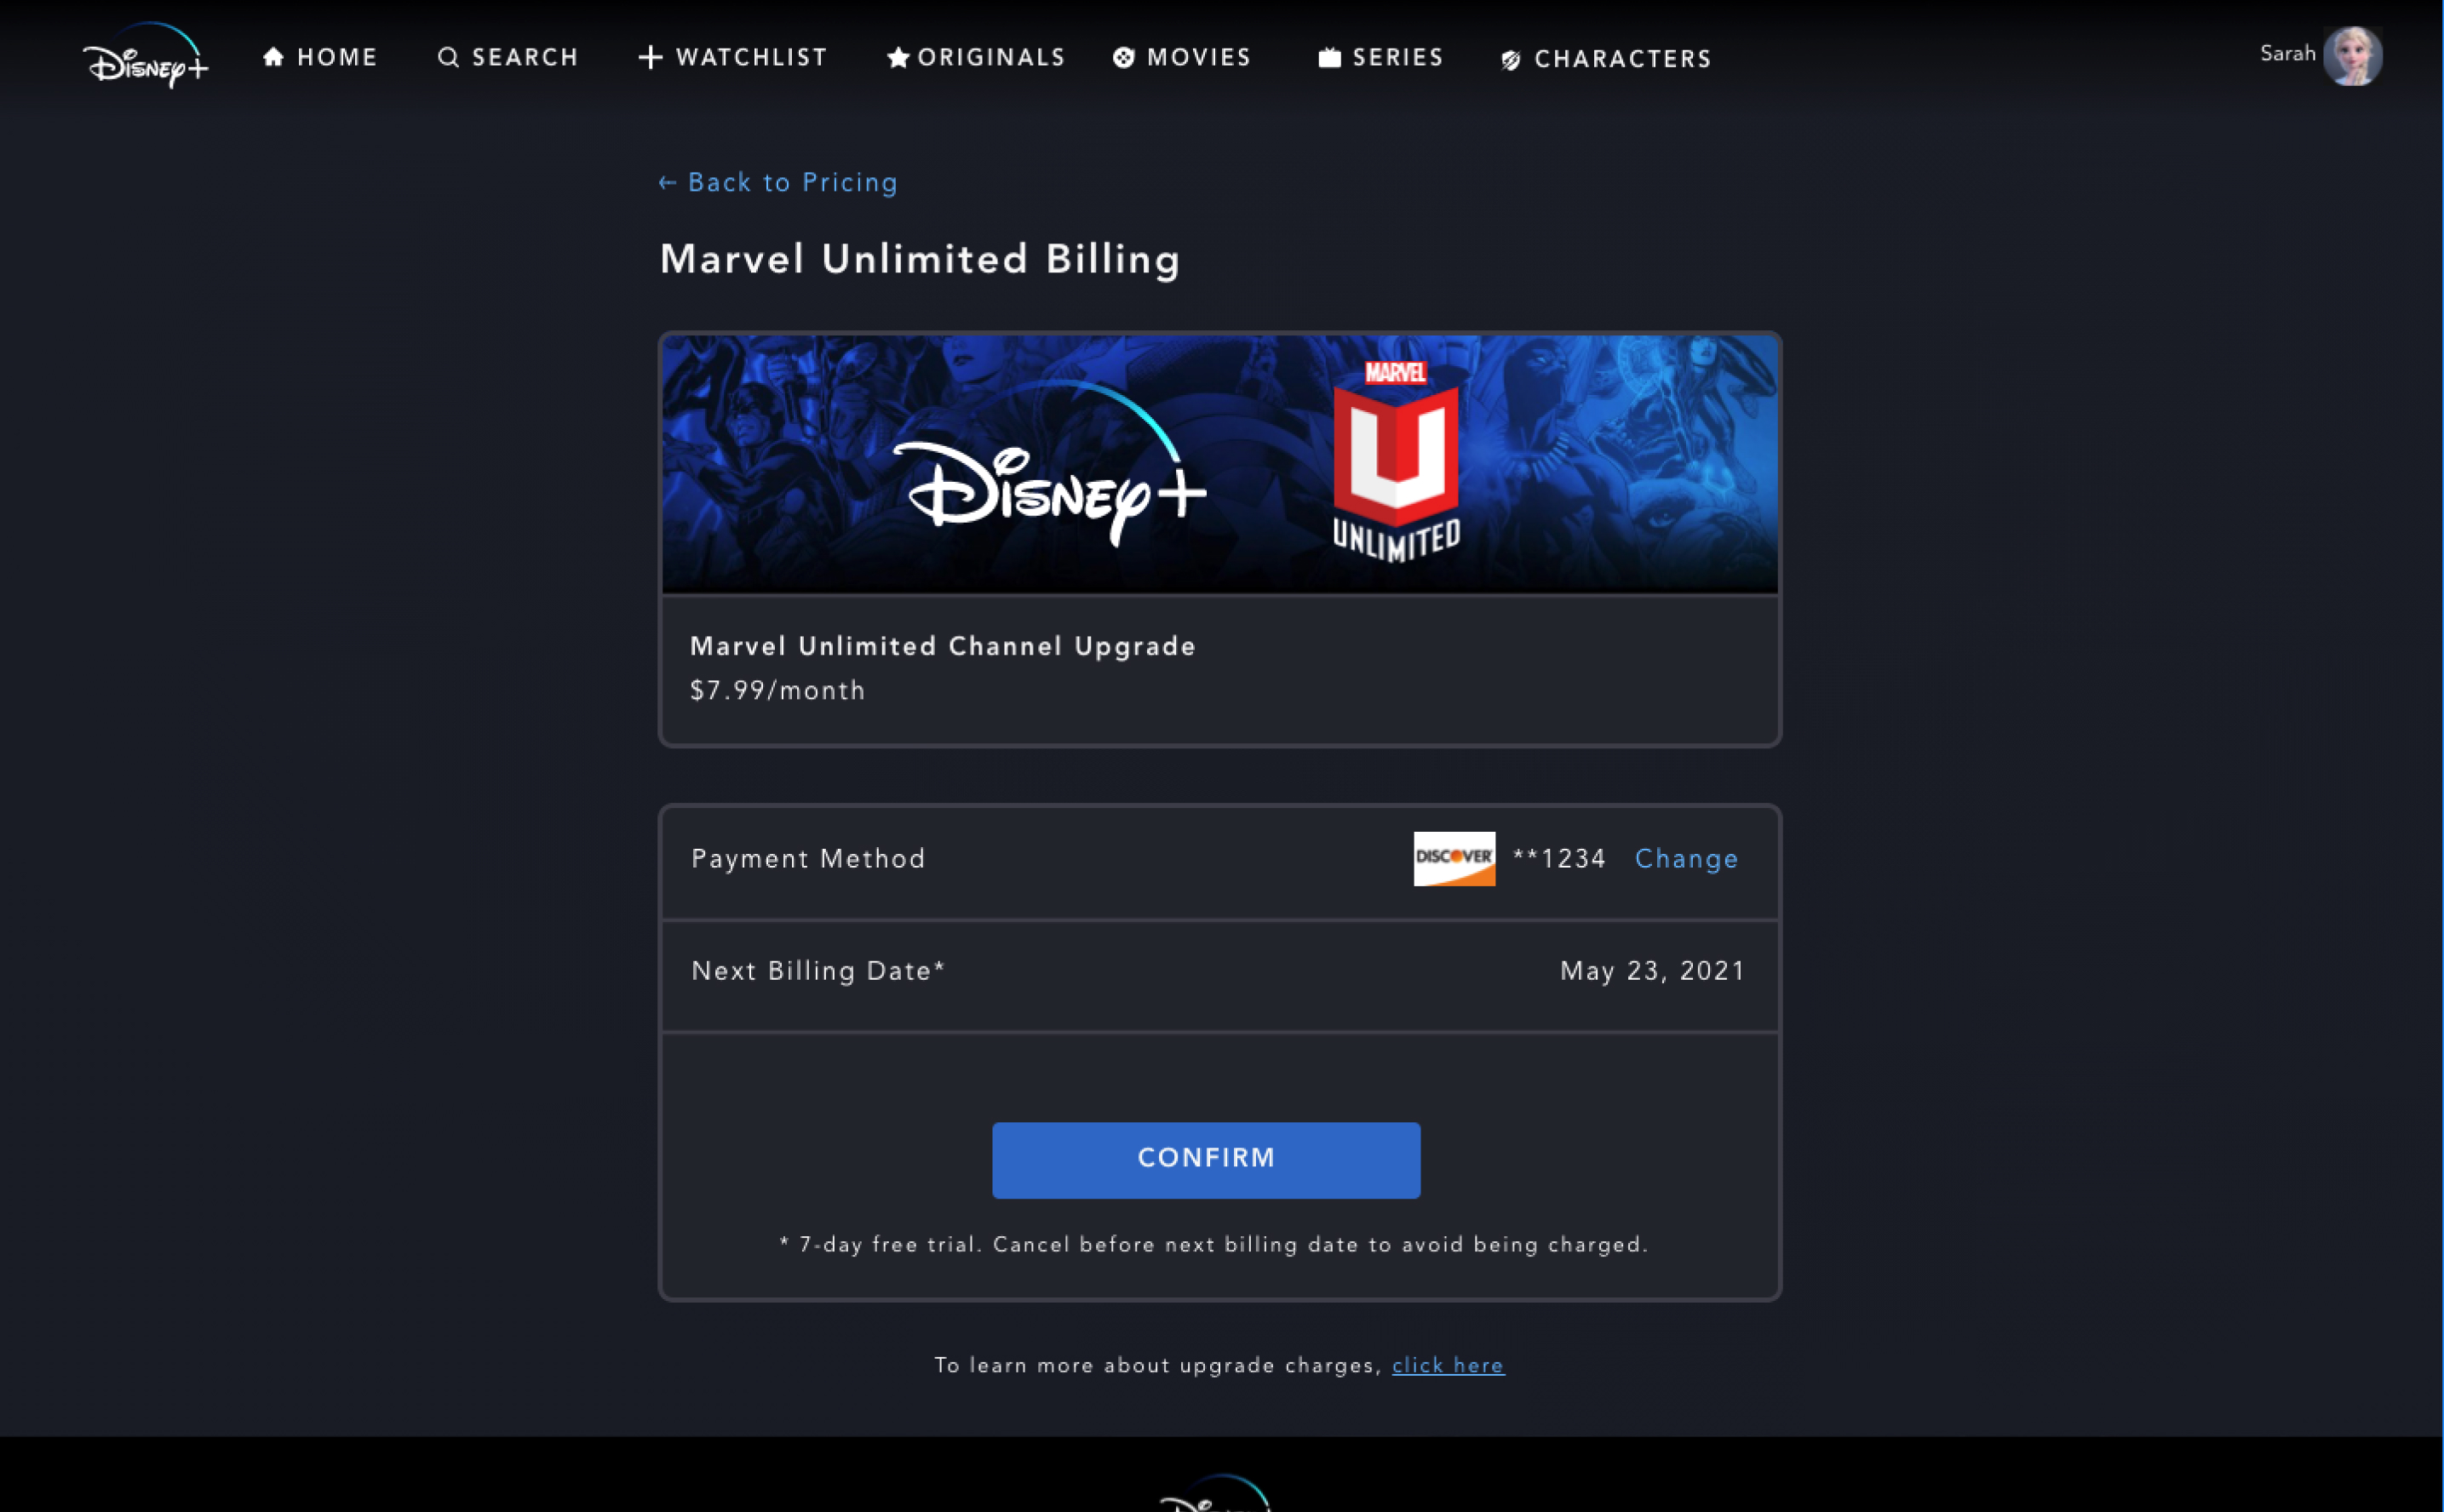 Disney+ HOME SEARCH WATCHLIST ORIGINALS MOVIES SERIES CHARACTERS Sarah
← Back to Pricing
Marvel Unlimited Billing
MARVEL
Disney+
UNLIMITED
Marvel Unlimited Channel Upgrade
$7.99/month
Payment Method DISCOVER **1234 Change
Next Billing Date* May 23, 2021
CONFIRM
* 7-day free trial. Cancel before next billing date to avoid being charged.
To learn more about upgrade charges, click here